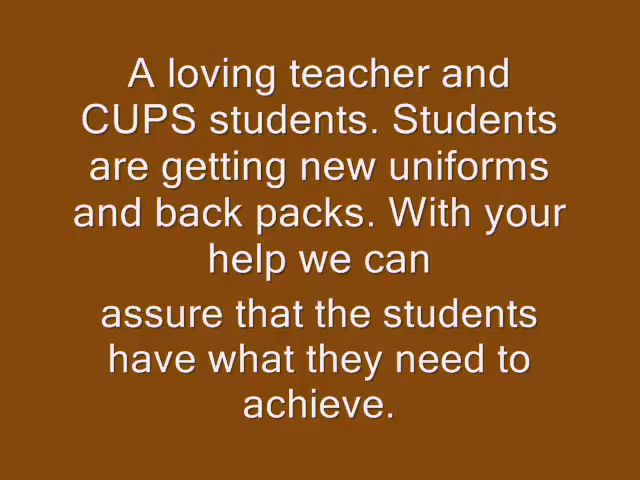 A loving teacher and
CUPS students. Students
are getting new uniforms
and back packs. With your
help we can
assure that the students
have what they need to
achieve.